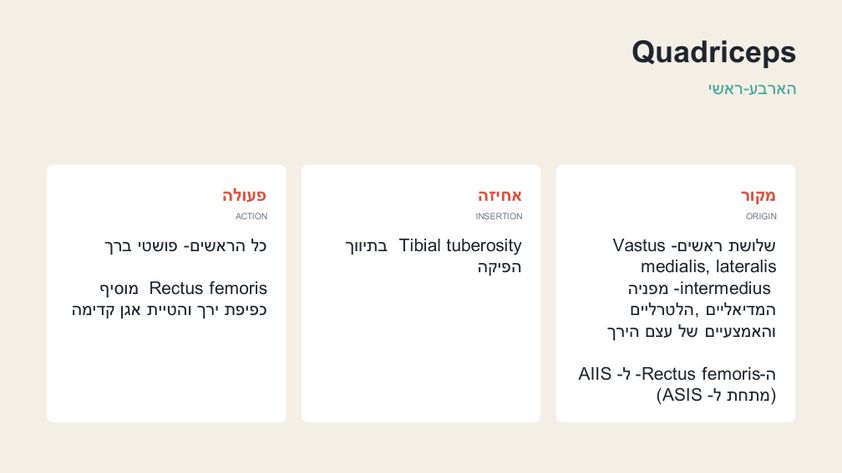 Quadriceps
הארבע-ראשי
מקור
ORIGIN
שלושת ראשים- Vastus
medialis, lateralis
intermedius- מפניה
המדיאליים ,הלטרליים
והאמצעיים של עצם הירך
ה-Rectus femoris- ל- AIIS
(מתחת ל- ASIS)
אחיזה
INSERTION
Tibial tuberosity בתיווך
הפיקה
פעולה
ACTION
כל הראשים- פושטי ברך
Rectus femoris מוסיף
כפיפת ירך והטיית אגן קדימה